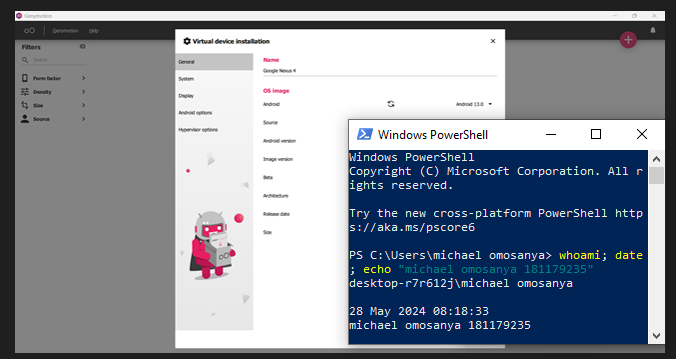 Genymotion
Genymotion Help
Filters
Search
Form factor
Density
Size
Source
Virtual device installation
General
System
Display
Android options
Hypervisor options
Name
Google Nexus 4
OS image
Android Android 13.0
Source
Android version
Image version
Beta
Architecture
Release date
Size
Windows PowerShell
Windows PowerShell
Copyright (C) Microsoft Corporation. All r
ights reserved.
Try the new cross-platform PowerShell http
s://aka.ms/pscore6
PS C:\Users\michael omosanya> whoami; date
; echo "michael omosanya 181179235"
desktop-r7r612j\michael omosanya
28 May 2024 08:18:33
michael omosanya 181179235